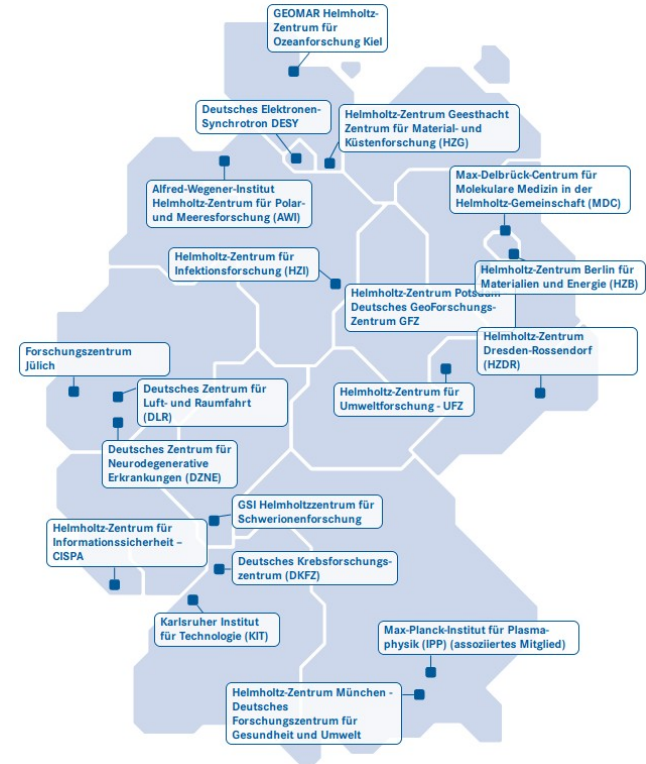 GEOMAR Helmholtz-
Zentrum für
Ozeanforschung Kiel
Deutsches Elektronen-
Synchrotron DESY
Helmholtz-Zentrum Geesthacht
Zentrum für Material- und
Küstenforschung (HZG)
Alfred-Wegener-Institut
Helmholtz-Zentrum für Polar-
und Meeresforschung (AWI)
Max-Delbrück-Centrum für
Molekulare Medizin in der
Helmholtz-Gemeinschaft (MDC)
Helmholtz-Zentrum für
Infektionsforschung (HZI)
Helmholtz-Zentrum Berlin für
Materialien und Energie (HZB)
Helmholtz-Zentrum Potsdam
Deutsches GeoForschungs-
Zentrum GFZ
Helmholtz-Zentrum
Dresden-Rossendorf
(HZDR)
Forschungszentrum
Jülich
Deutsches Zentrum für
Luft- und Raumfahrt
(DLR)
Helmholtz-Zentrum für
Umweltforschung - UFZ
Deutsches Zentrum für
Neurodegenerative
Erkrankungen (DZNE)
GSI Helmholtzzentrum für
Schwerionenforschung
Helmholtz-Zentrum für
Informationssicherheit –
CISPA
Deutsches Krebsforschungs-
zentrum (DKFZ)
Karlsruher Institut
für Technologie (KIT)
Max-Planck-Institut für Plasma-
physik (IPP) (assoziiertes Mitglied)
Helmholtz-Zentrum München -
Deutsches
Forschungszentrum für
Gesundheit und Umwelt